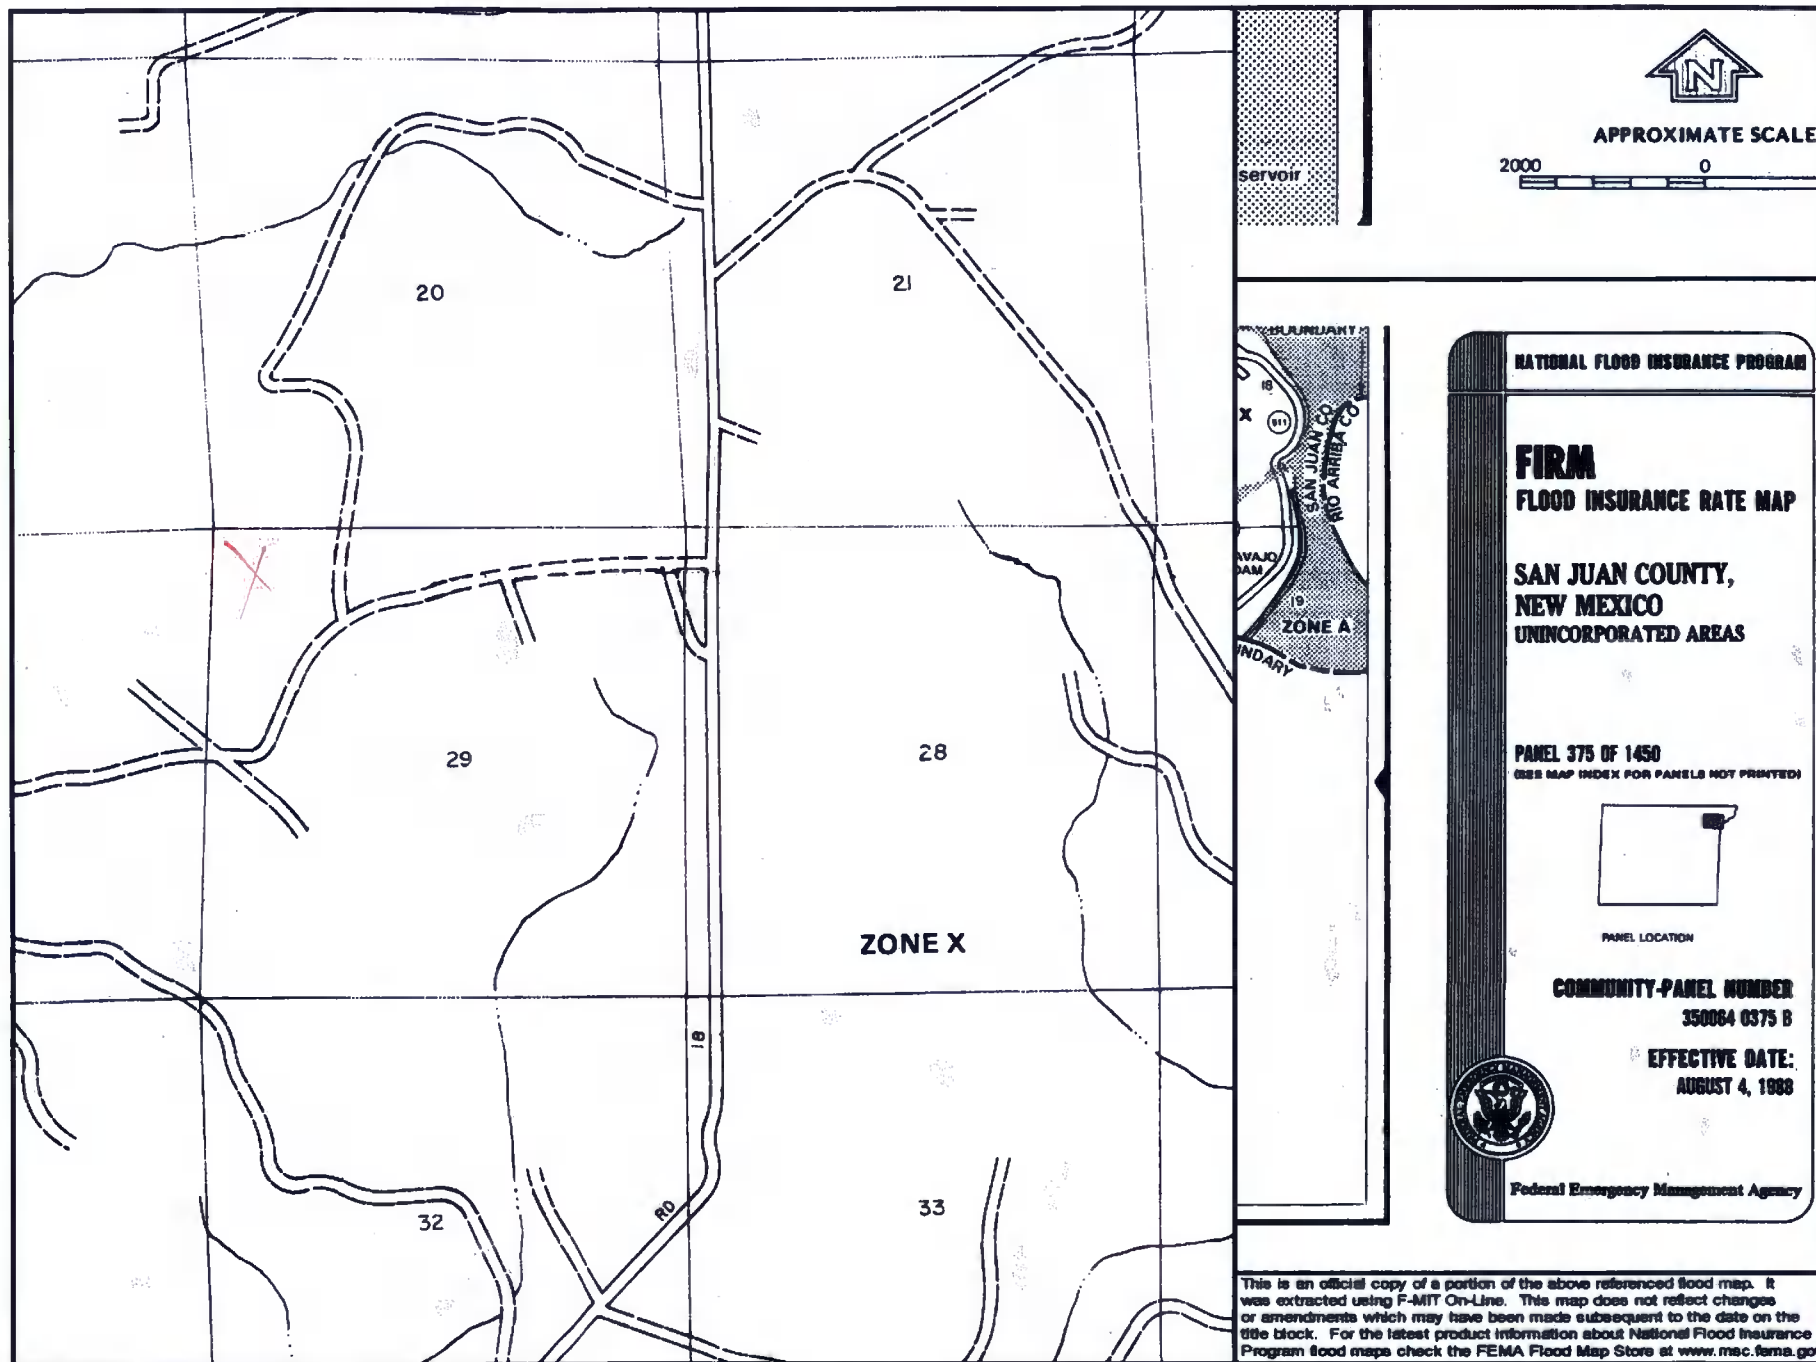 20
21
29
28
ZONE X
18
RD
32
33
servoir
N
APPROXIMATE SCALE
2000
0
BOUNDARY
18
X
511
SAN JUAN CO
RIO ARRIBA CO
AVAJO
DAM
19
ZONE A
UNDARY
NATIONAL FLOOD INSURANCE PROGRAM
FIRM
FLOOD INSURANCE RATE MAP
SAN JUAN COUNTY,
NEW MEXICO
UNINCORPORATED AREAS
PANEL 375 OF 1450
(SEE MAP INDEX FOR PANELS NOT PRINTED)
PANEL LOCATION
COMMUNITY-PANEL NUMBER
350064 0375 B
EFFECTIVE DATE:
AUGUST 4, 1988
Federal Emergency Management Agency
This is an official copy of a portion of the above referenced flood map. It
was extracted using F-MIT On-Line. This map does not reflect changes
or amendments which may have been made subsequent to the date on the
title block. For the latest product information about National Flood Insurance
Program flood maps check the FEMA Flood Map Store at www.msc.fema.go